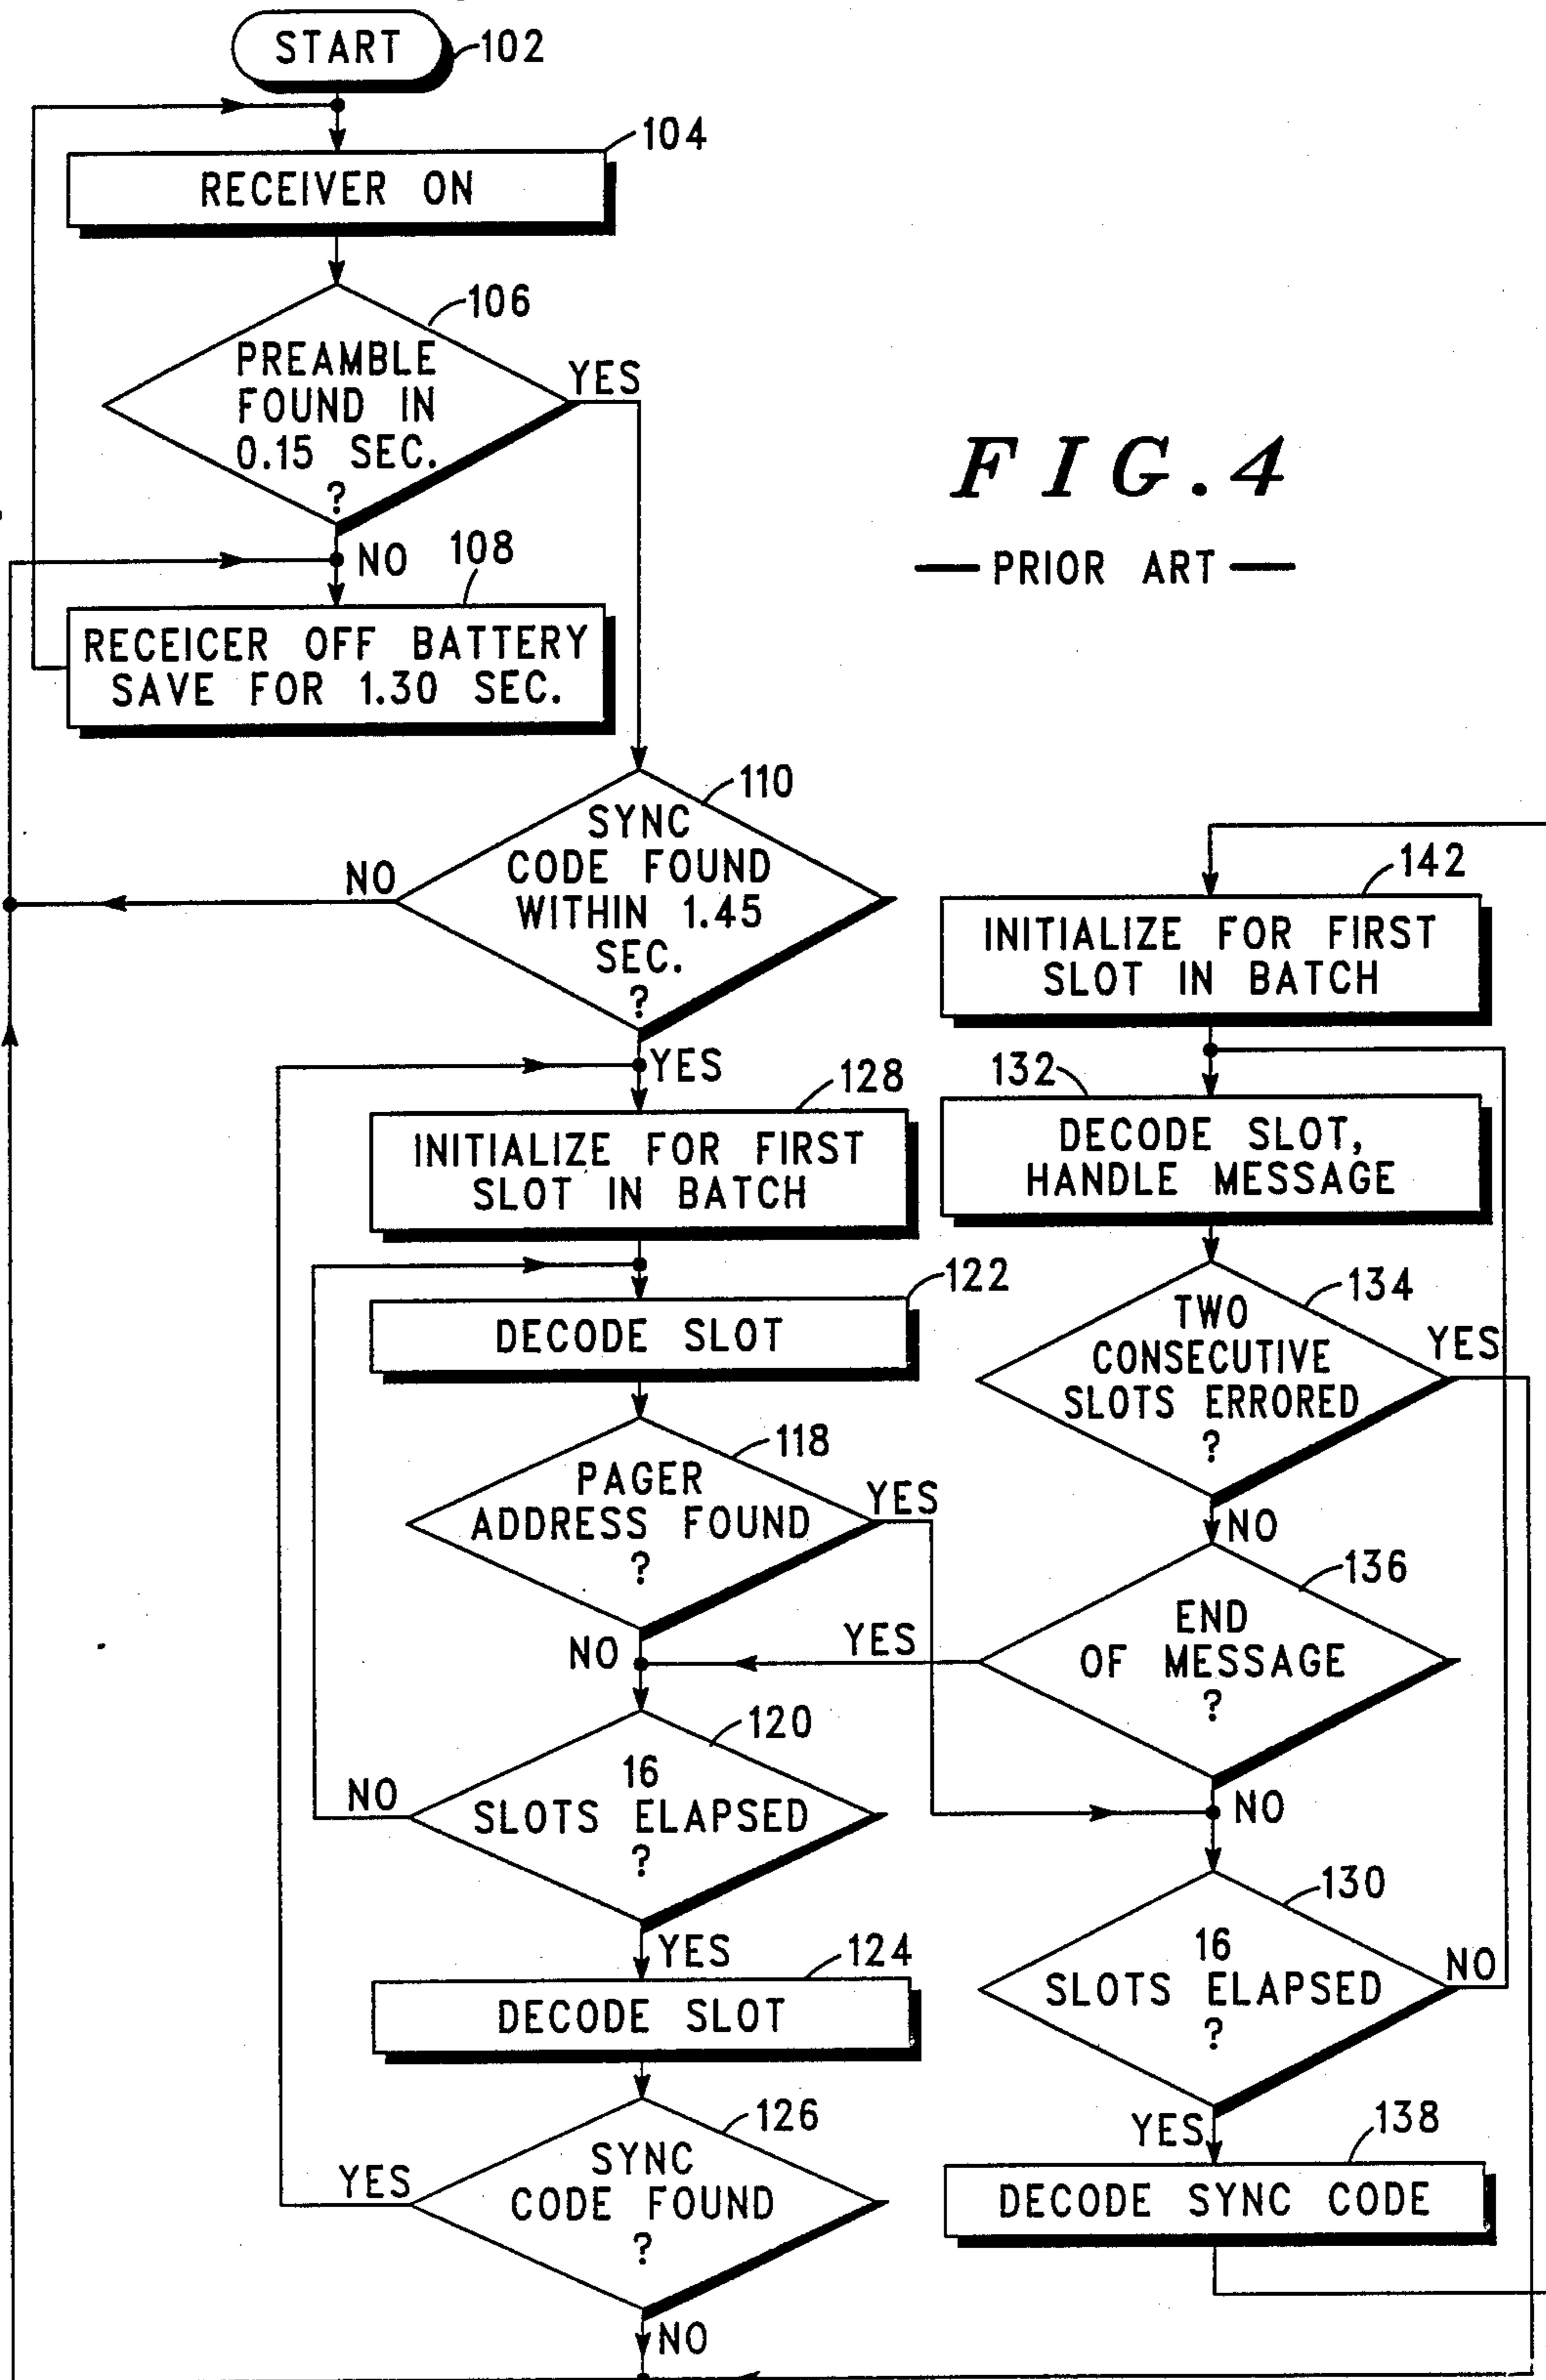 START
102
104
RECEIVER ON
106
PREAMBLE
FOUND IN
0.15 SEC.
?
YES
FIG. 4
— PRIOR ART —
NO
108
RECEICER OFF BATTERY
SAVE FOR 1.30 SEC.
110
SYNC
CODE FOUND
WITHIN 1.45
SEC.
?
NO
YES
128
INITIALIZE FOR FIRST
SLOT IN BATCH
122
DECODE SLOT
118
PAGER
ADDRESS FOUND
?
YES
NO
120
16
SLOTS ELAPSED
?
NO
YES
124
DECODE SLOT
126
SYNC
CODE FOUND
?
YES
NO
142
INITIALIZE FOR FIRST
SLOT IN BATCH
132
DECODE SLOT,
HANDLE MESSAGE
134
TWO
CONSECUTIVE
SLOTS ERRORED
?
YES
NO
136
END
OF MESSAGE
?
YES
NO
130
16
SLOTS ELAPSED
?
NO
YES
138
DECODE SYNC CODE